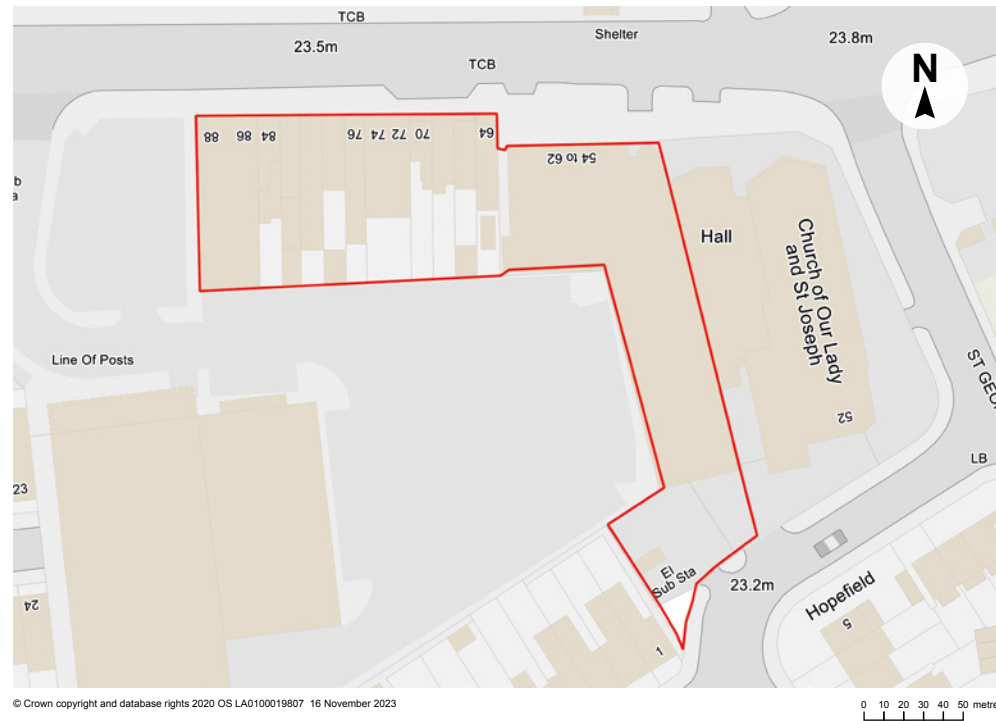 TCB
23.5m
Shelter
23.8m
TCB
N
88
86
84
76
74
72
70
64
54 to 62
Hall
Church of Our Lady
and St Joseph
52
Line Of Posts
ST GEO
LB
23
24
El
Sub Sta
23.2m
Hopefield
5
1
© Crown copyright and database rights 2020 OS LA0100019807 16 November 2023
0 10 20 30 40 50 metre